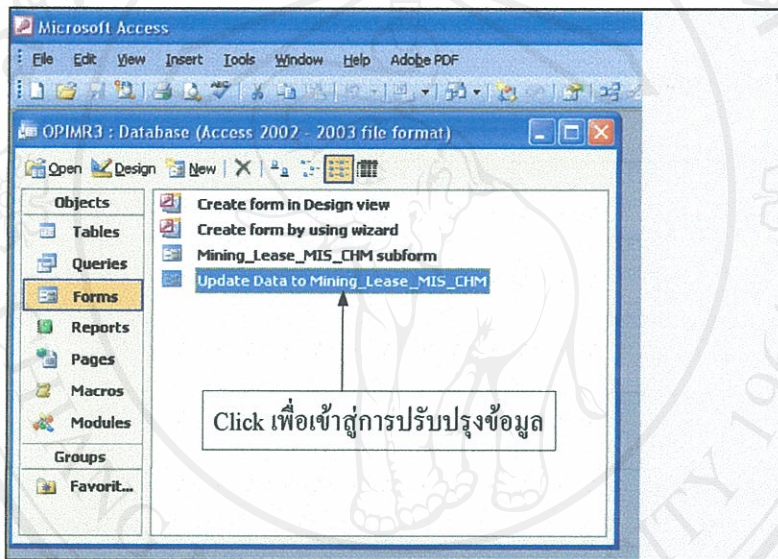 Microsoft Access
File Edit View Insert Tools Window Help Adobe PDF
OPIMR3 : Database (Access 2002 - 2003 file format)
Open Design New
Objects
Tables
Queries
Forms
Reports
Pages
Macros
Modules
Groups
Favorit...
Create form in Design view
Create form by using wizard
Mining_Lease_MIS_CHM subform
Update Data to Mining_Lease_MIS_CHM
Click เพื่อเข้าสู่การปรับปรุงข้อมูล